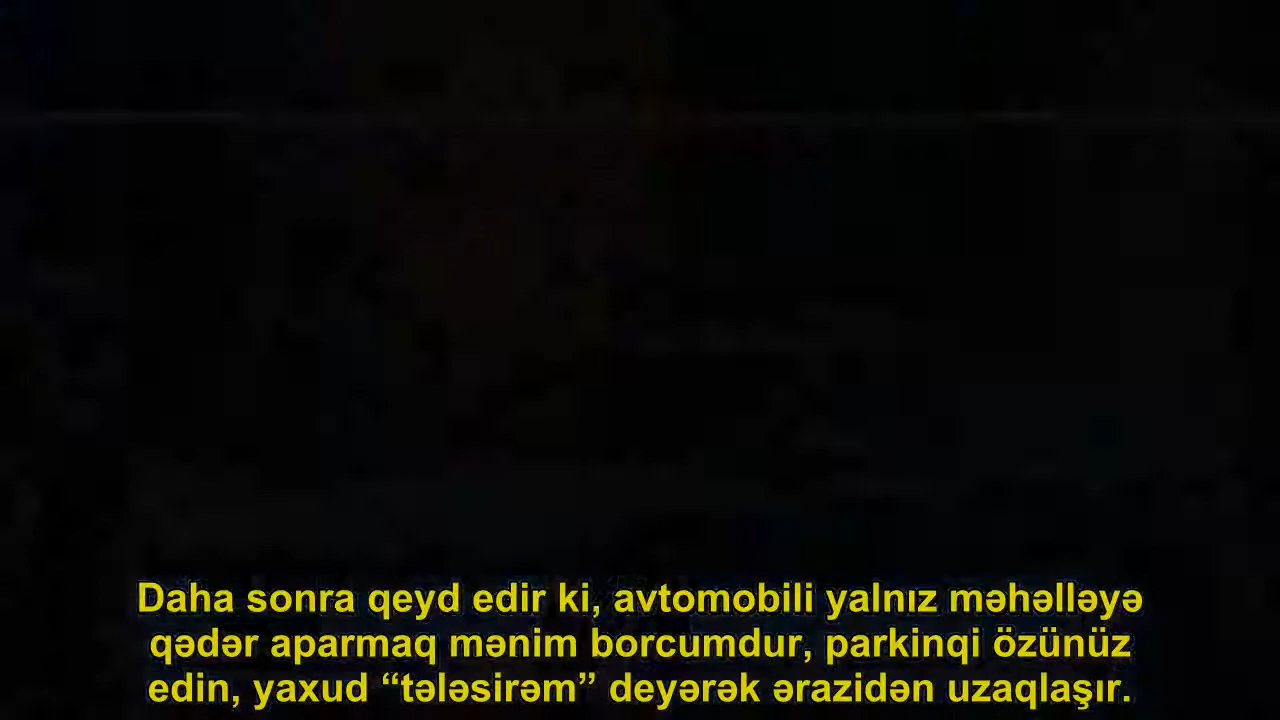 Daha sonra qeyd edir ki, avtomobili yalnız məhəlləyə
qədər aparmaq mənim borcumdur, parkinqi özünüz
edin, yaxud “tələsirəm” deyərək ərazidən uzaqlaşır.